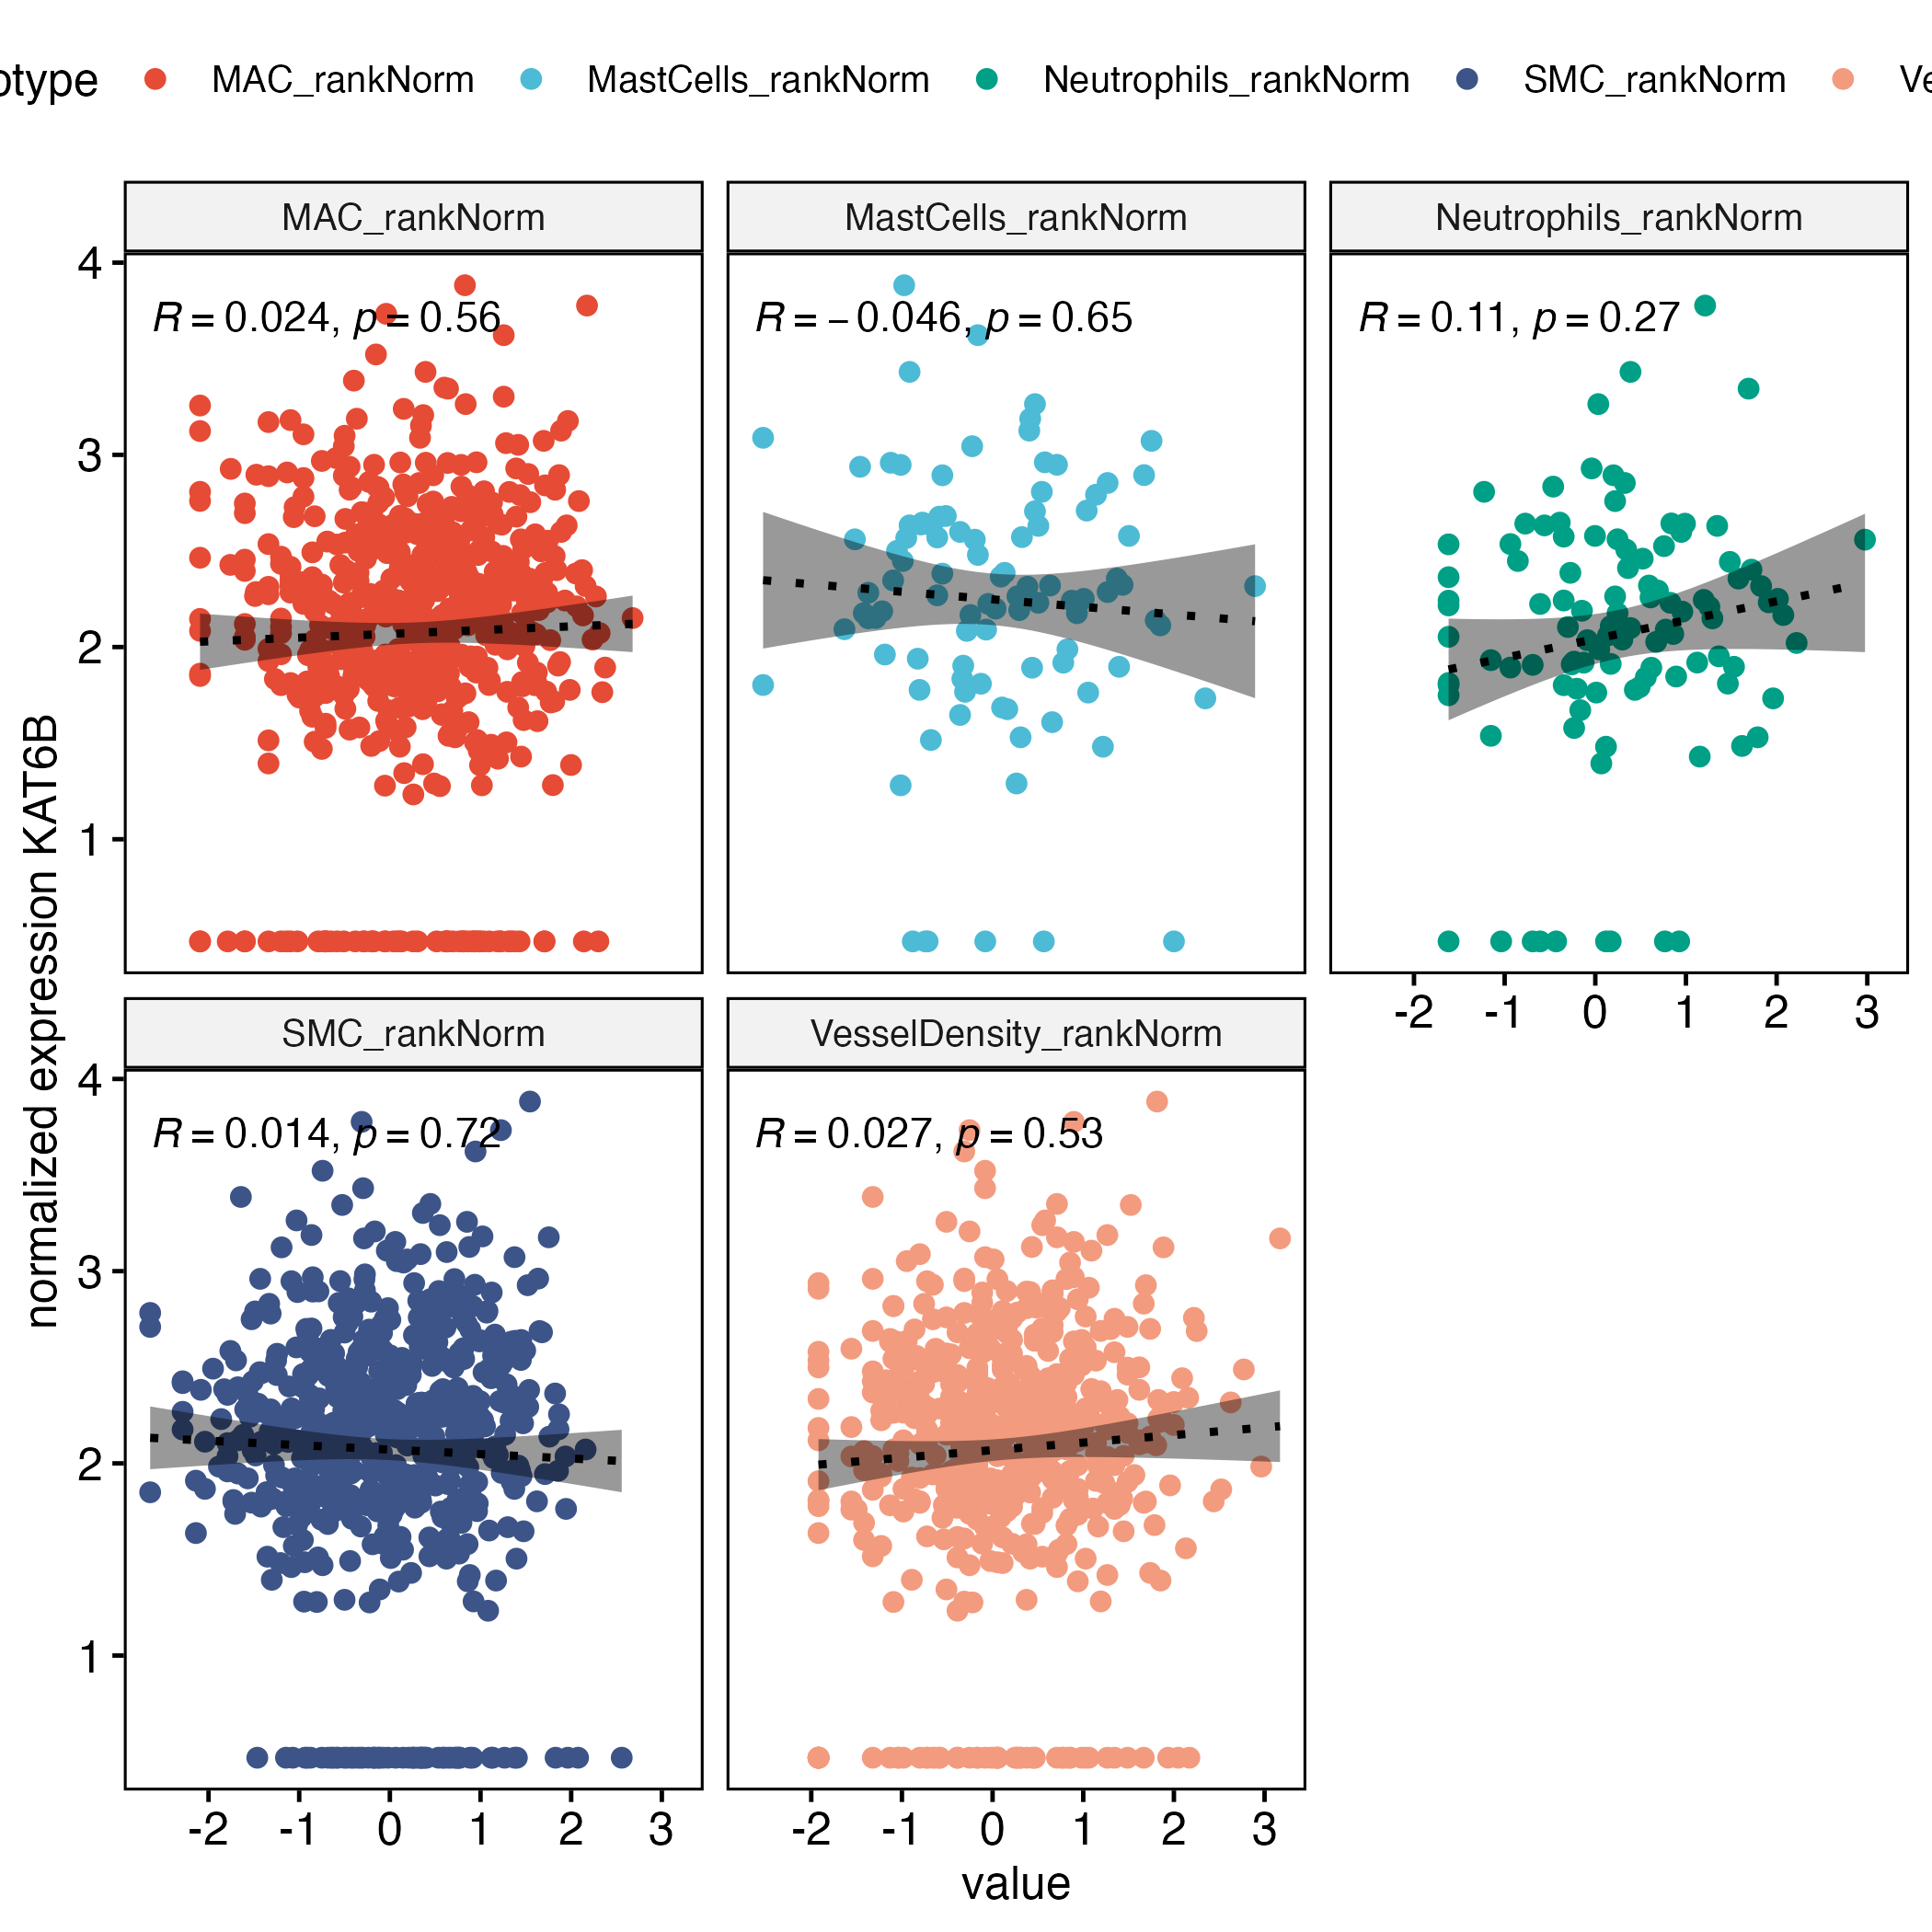 otype MAC_rankNorm MastCells_rankNorm Neutrophils_rankNorm SMC_rankNorm Ve
MAC_rankNorm MastCells_rankNorm Neutrophils_rankNorm
R = 0.024, p = 0.56
R = − 0.046, p = 0.65
R = 0.11, p = 0.27
4
3
2
1
-2 -1 0 1 2 3
SMC_rankNorm VesselDensity_rankNorm
R = 0.014, p = 0.72
R = 0.027, p = 0.53
4
3
2
1
-2 -1 0 1 2 3
-2 -1 0 1 2 3
value
normalized expression KAT6B